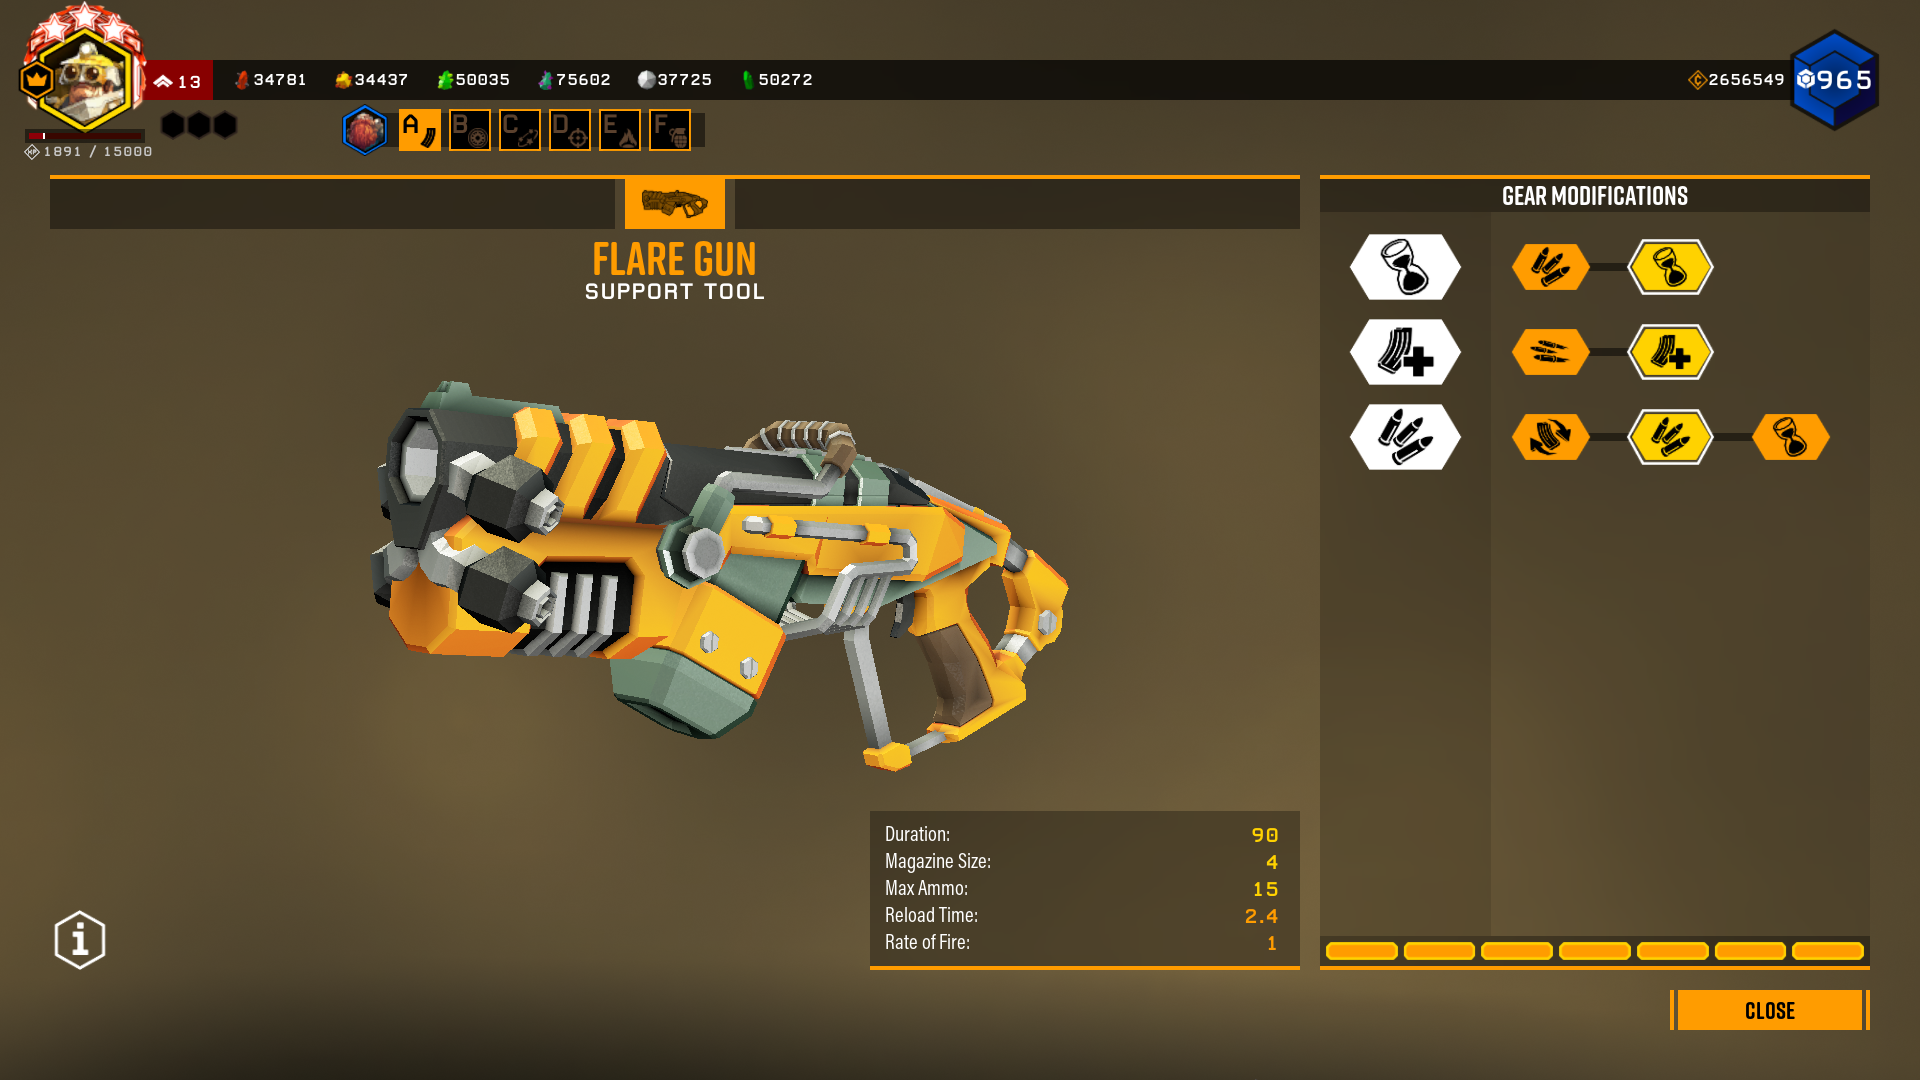 13
34781
34437
50035
75602
37725
50272
2656549
965
1891 / 15000
A
B
C
D
E
F
FLARE GUN
SUPPORT TOOL
GEAR MODIFICATIONS
Duration: 90
Magazine Size: 4
Max Ammo: 15
Reload Time: 2.4
Rate of Fire: 1
CLOSE